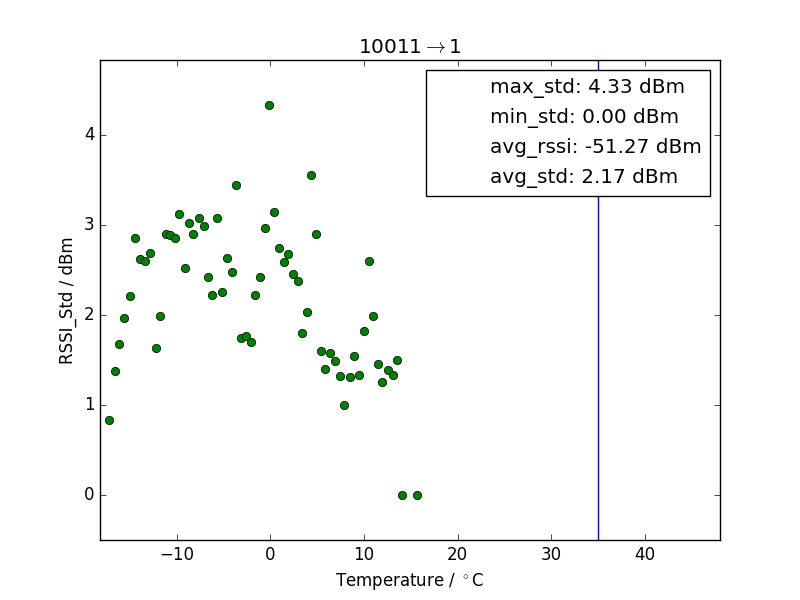 10011→1
max_std: 4.33 dBm
min_std: 0.00 dBm
avg_rssi: -51.27 dBm
avg_std: 2.17 dBm
RSSI_Std / dBm
4
3
2
1
0
−10 0 10 20 30 40
Temperature / °C